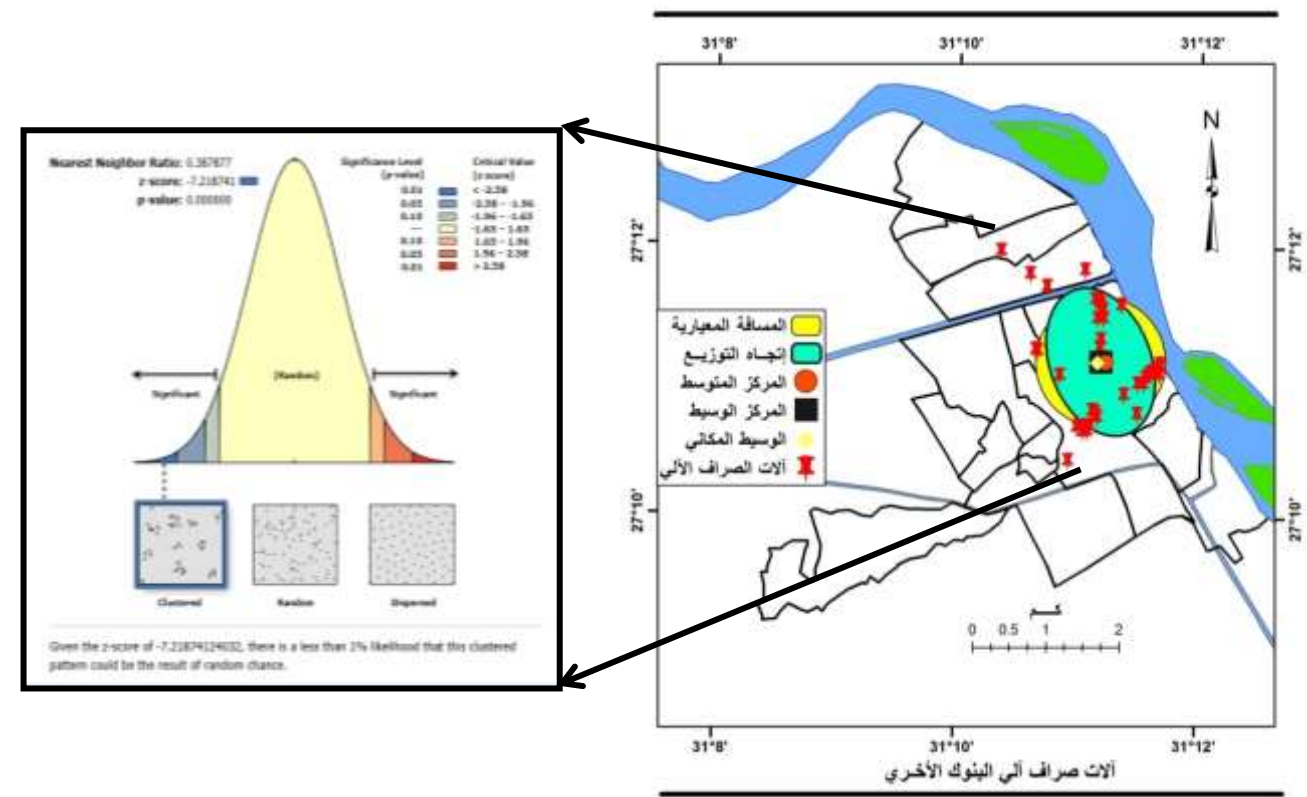 Nearest Neighbor Ratio: 0.367677
z-score: -7.218741
p-value: 0.000000
Significance Level
(p-value)
Critical Value
(z-score)
0.01 < -2.58
0.05 -2.58 - -1.96
0.10 -1.96 - -1.65
— -1.65 - 1.65
0.10 1.65 - 1.96
0.05 1.96 - 2.58
0.01 > 2.58
(Random)
Significant
Significant
Clustered
Random
Dispersed
Given the z-score of -7.21874124032, there is a less than 1% likelihood that this clustered
pattern could be the result of random chance.
31°8'
31°10'
31°12'
N
27°12'
27°12'
المسافة المعيارية
إتجاه التوزيع
المركز المتوسط
المركز الوسيط
الوسيط المكاني
آلات الصراف الألي
27°10'
27°10'
كم
0 0.5 1 2
31°8'
31°10'
31°12'
آلات صراف آلي البنوك الأخري